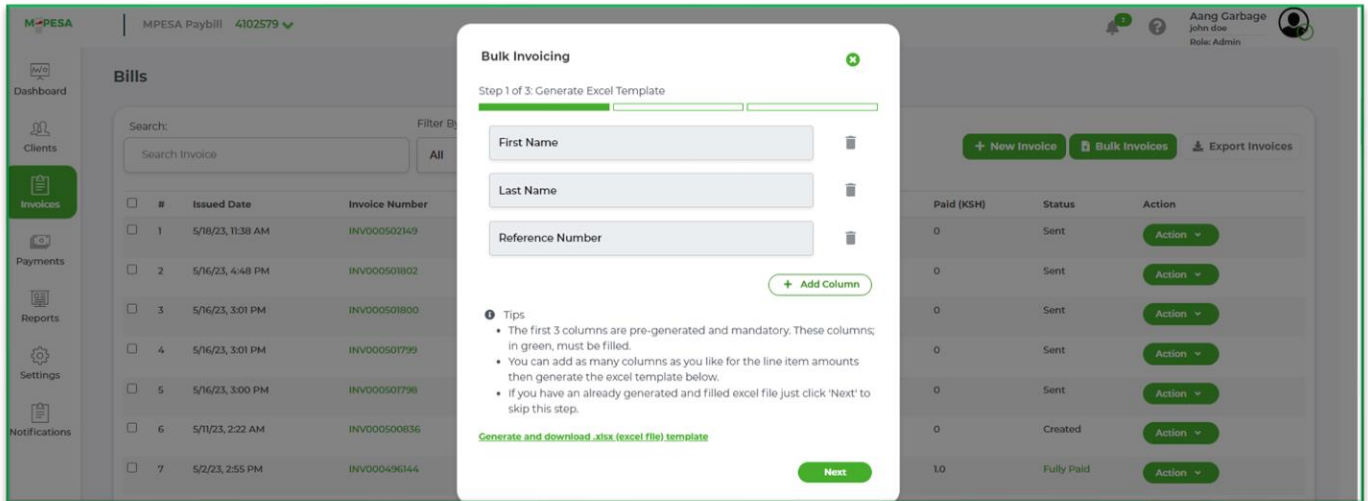 M-PESA
MPESA Paybill 4102579
Aang Garbage
john doe
Role: Admin
Dashboard
Clients
Invoices
Payments
Reports
Settings
Notifications
Bills
Search:
Search Invoice
Filter By
All
+ New Invoice
Bulk Invoices
Export Invoices
# Issued Date Invoice Number Paid (KSH) Status Action
1 5/18/23, 11:38 AM INV000502149 0 Sent Action
2 5/16/23, 4:48 PM INV000501802 0 Sent Action
3 5/16/23, 3:01 PM INV000501800 0 Sent Action
4 5/16/23, 3:01 PM INV000501799 0 Sent Action
5 5/16/23, 3:00 PM INV000501798 0 Sent Action
6 5/11/23, 2:22 AM INV000500836 0 Created Action
7 5/2/23, 2:55 PM INV000496144 1.0 Fully Paid Action
Bulk Invoicing
Step 1 of 3: Generate Excel Template
First Name
Last Name
Reference Number
+ Add Column
Tips
• The first 3 columns are pre-generated and mandatory. These columns;
in green, must be filled.
• You can add as many columns as you like for the line item amounts
then generate the excel template below.
• If you have an already generated and filled excel file just click 'Next' to
skip this step.
Generate and download .xlsx (excel file) template
Next